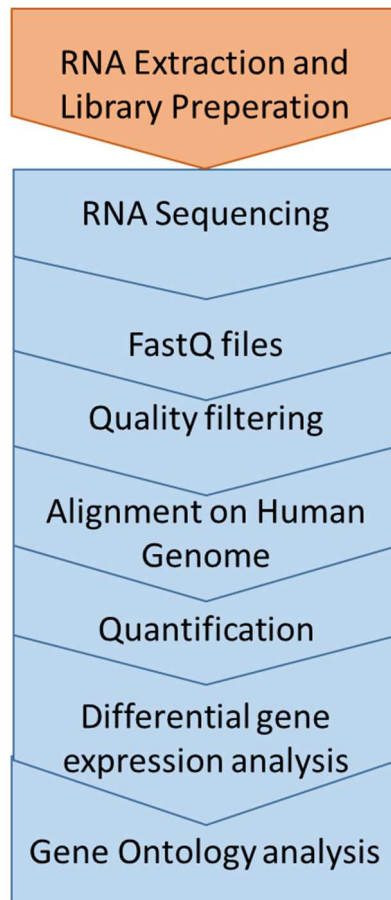 RNA Extraction and
Library Preperation
RNA Sequencing
FastQ files
Quality filtering
Alignment on Human
Genome
Quantification
Differential gene
expression analysis
Gene Ontology analysis